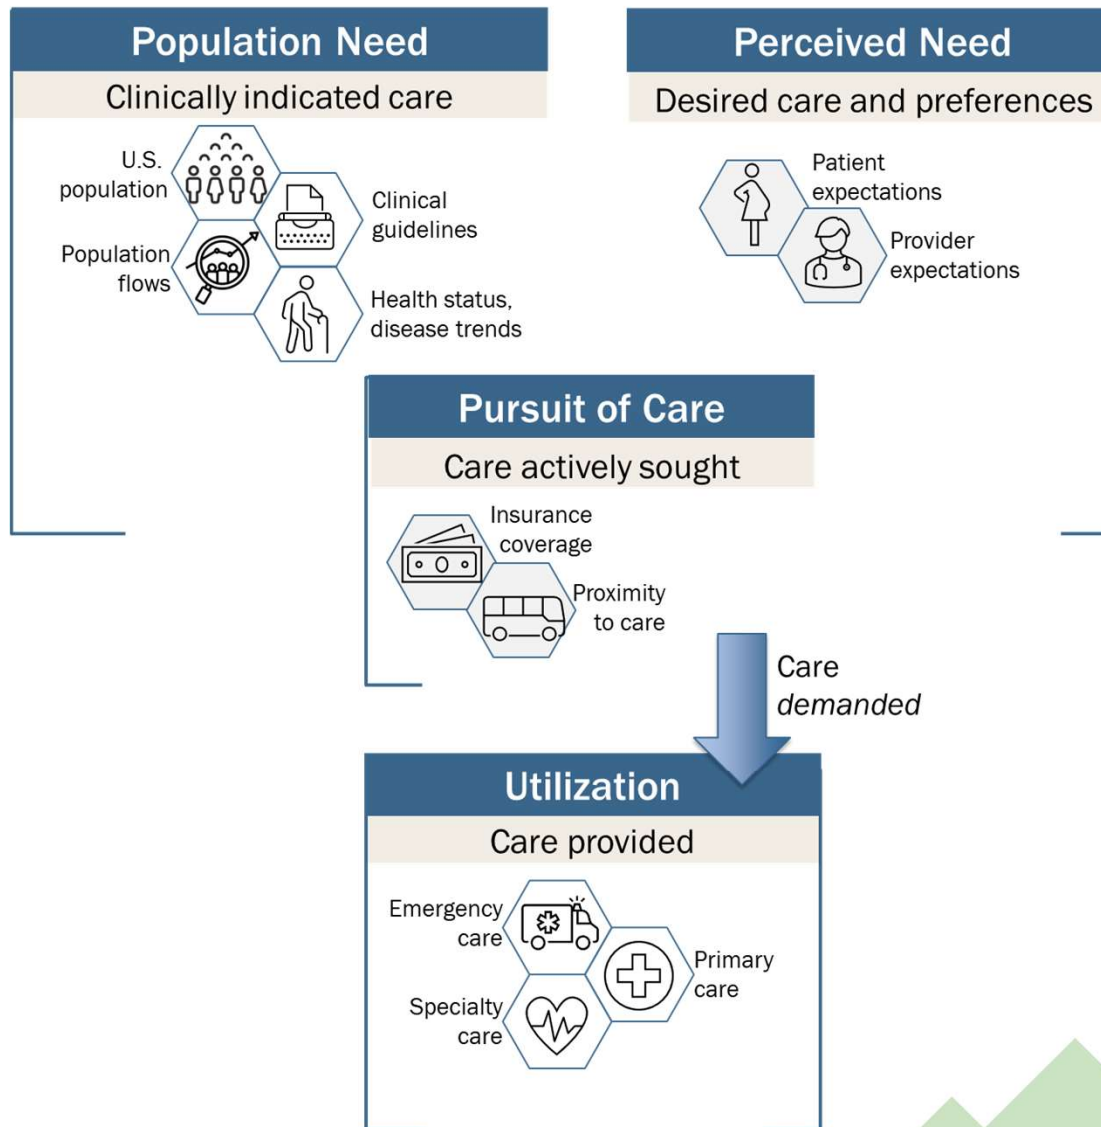 Population Need
Clinically indicated care
U.S.
population
Clinical
guidelines
Population
flows
Health status,
disease trends
Perceived Need
Desired care and preferences
Patient
expectations
Provider
expectations
Pursuit of Care
Care actively sought
Insurance
coverage
Proximity
to care
Care
demanded
Utilization
Care provided
Emergency
care
Primary
care
Specialty
care